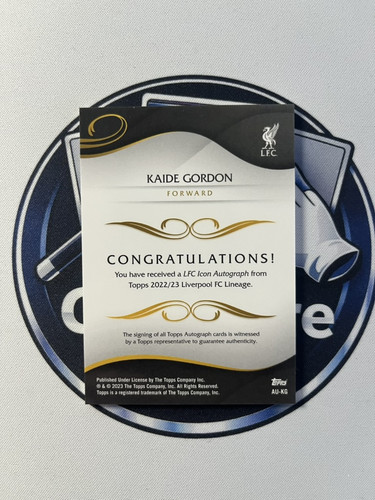 L.F.C.
KAIDE GORDON
FORWARD
CONGRATULATIONS!
You have received a LFC Icon Autograph from
Topps 2022/23 Liverpool FC Lineage.
The signing of all Topps Autograph cards is witnessed
by a Topps representative to guarantee authenticity.
Published Under License by The Topps Company, Inc.
® & © 2023 The Topps Company, Inc. All Rights Reserved.
Topps is a registered trademark of The Topps Company, Inc.
Topps
AU-KG
C
re